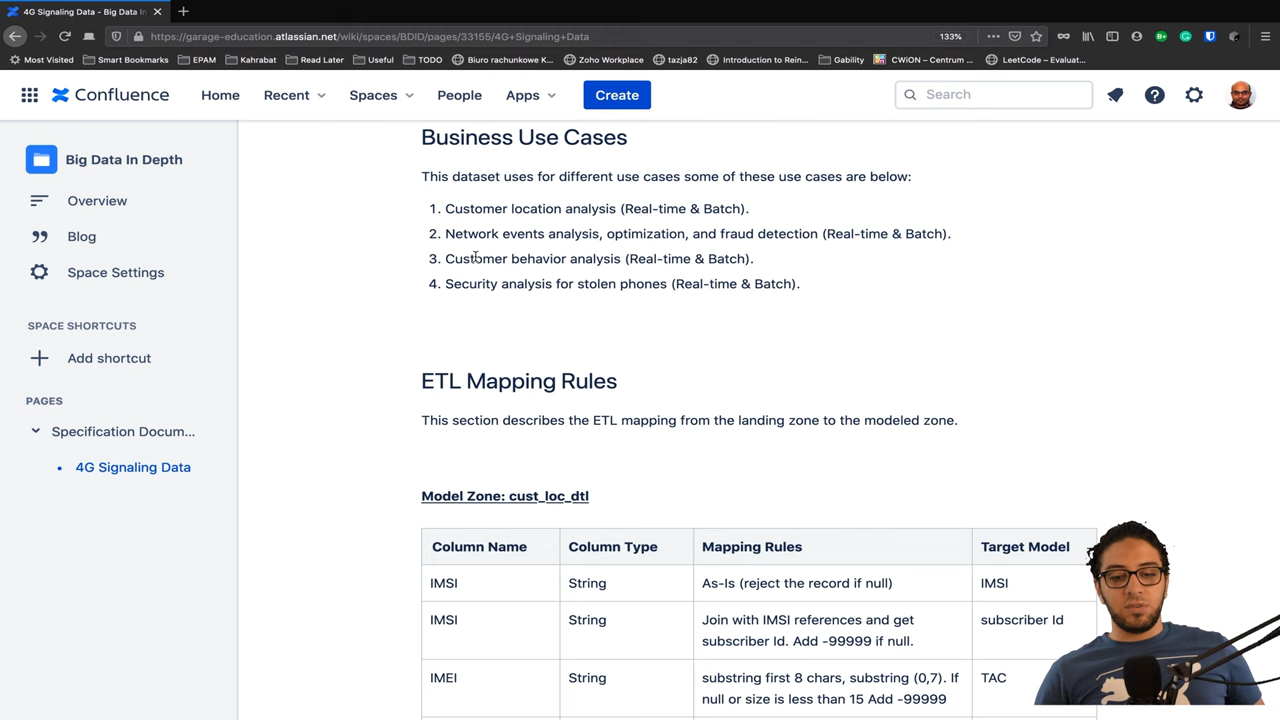 4G Signaling Data - Big Data In
https://garage-education.atlassian.net/wiki/spaces/BDID/pages/33155/4G+Signaling+Data
133%
Most Visited
Smart Bookmarks
EPAM
Kahrabat
Read Later
Useful
TODO
Biuro rachunkowe K...
Zoho Workplace
tazja82
Introduction to Rein...
Gability
CWiON – Centrum ...
LeetCode – Evaluat...
Confluence
Home
Recent
Spaces
People
Apps
Create
Search
Big Data In Depth
Overview
Blog
Space Settings
SPACE SHORTCUTS
Add shortcut
PAGES
Specification Docum...
4G Signaling Data
Business Use Cases
This dataset uses for different use cases some of these use cases are below:
1. Customer location analysis (Real-time & Batch).
2. Network events analysis, optimization, and fraud detection (Real-time & Batch).
3. Customer behavior analysis (Real-time & Batch).
4. Security analysis for stolen phones (Real-time & Batch).
ETL Mapping Rules
This section describes the ETL mapping from the landing zone to the modeled zone.
Model Zone: cust_loc_dtl
Column Name Column Type Mapping Rules Target Model
IMSI String As-Is (reject the record if null) IMSI
IMSI String Join with IMSI references and get subscriber Id
subscriber Id. Add -99999 if null.
IMEI String substring first 8 chars, substring (0,7). If TAC
null or size is less than 15 Add -99999